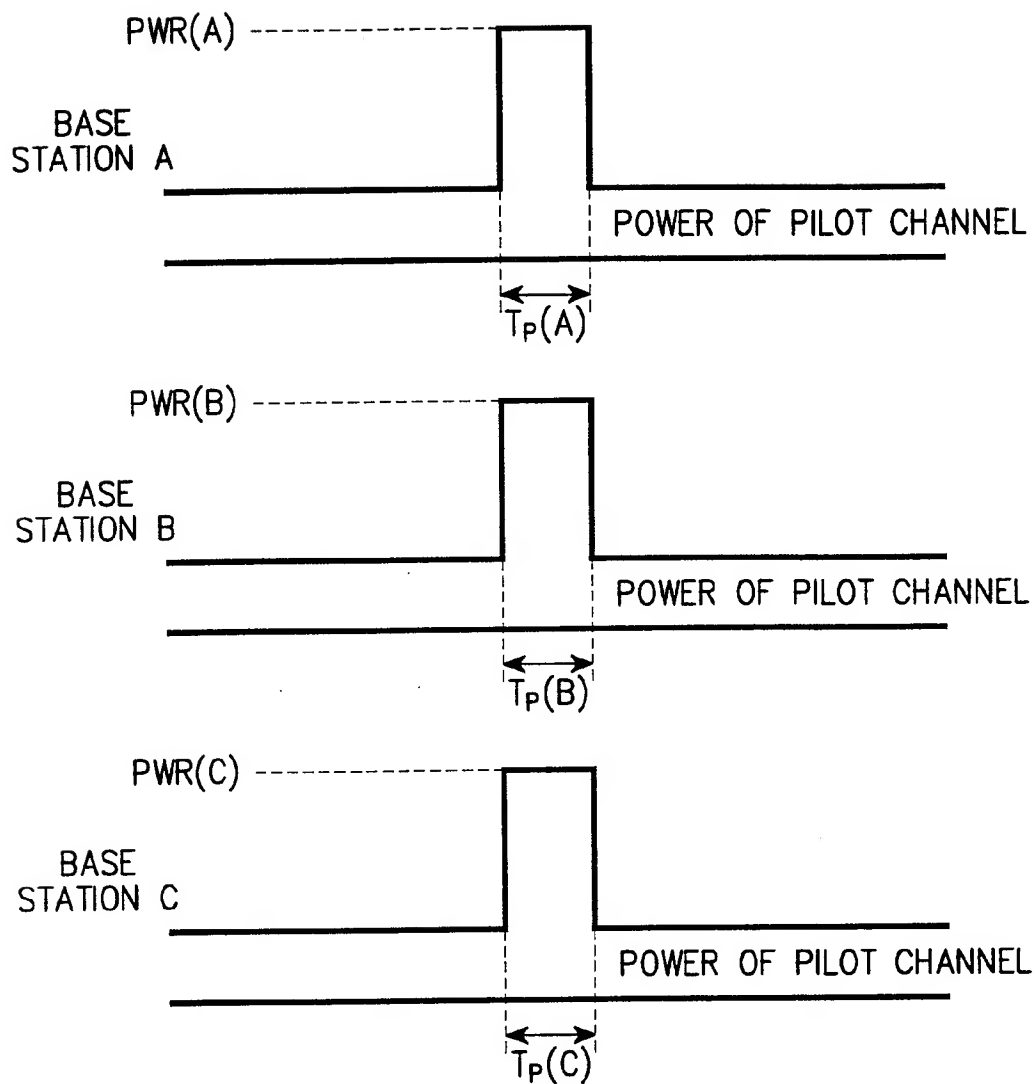 PWR(A)
BASE
STATION A
POWER OF PILOT CHANNEL
TP(A)
PWR(B)
BASE
STATION B
POWER OF PILOT CHANNEL
TP(B)
PWR(C)
BASE
STATION C
POWER OF PILOT CHANNEL
TP(C)